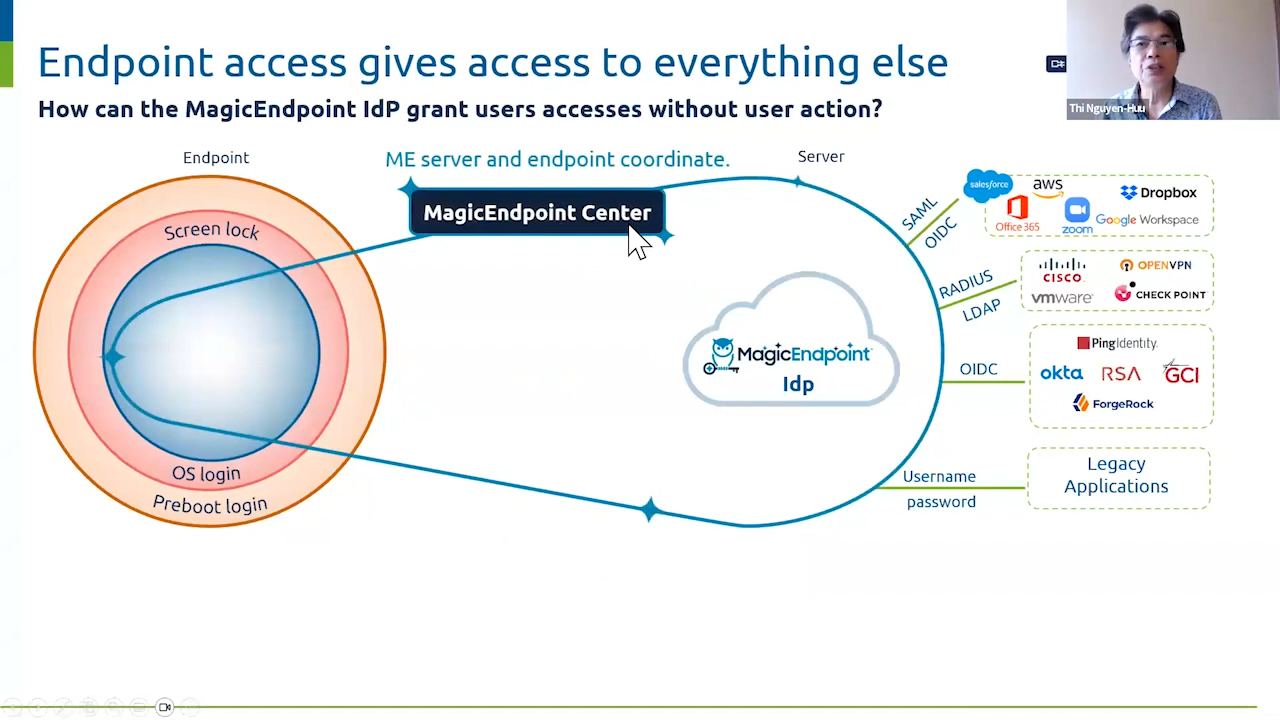 Endpoint access gives access to everything else
How can the MagicEndpoint IdP grant users accesses without user action?
Thi Nguyen-Huu
Endpoint
ME server and endpoint coordinate.
Server
MagicEndpoint Center
Screen lock
OS login
Preboot login
MagicEndpoint
Idp
SAML
OIDC
salesforce
aws
Dropbox
Office 365
zoom
Google Workspace
RADIUS
LDAP
CISCO
OPENVPN
vmware
CHECK POINT
OIDC
PingIdentity.
okta
RSA
GCI
ForgeRock
Username
password
Legacy
Applications